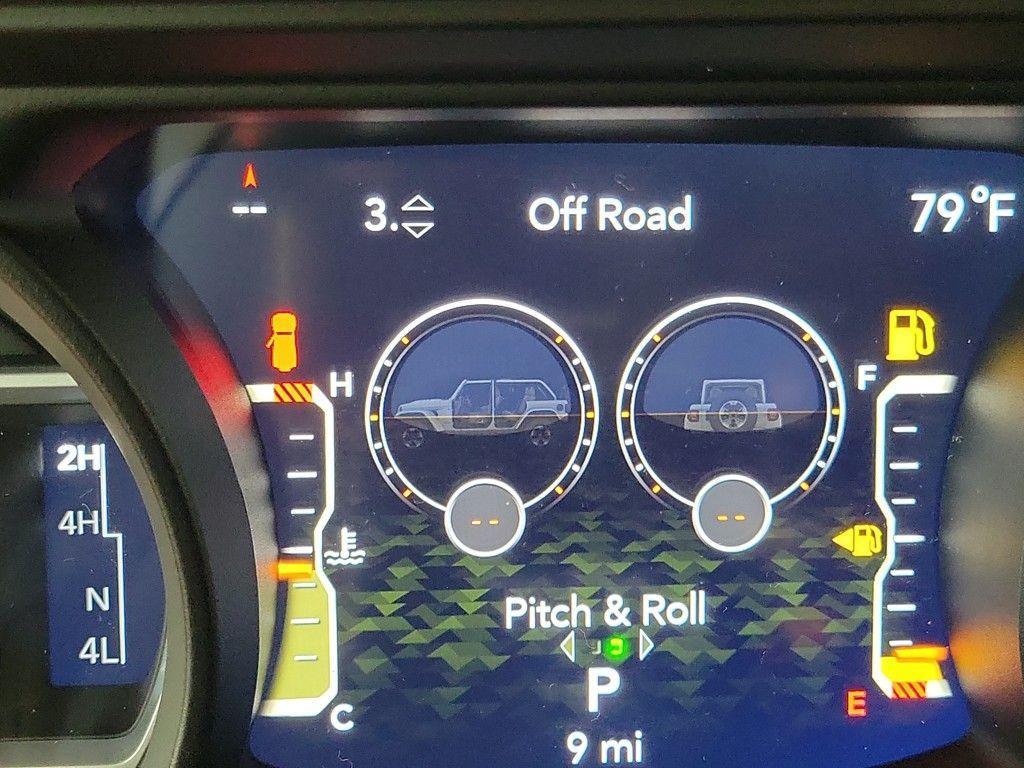 --
3. Off Road 79°F
H
F
2H
4H
N
4L
-- --
Pitch & Roll
P
C
E
9 mi